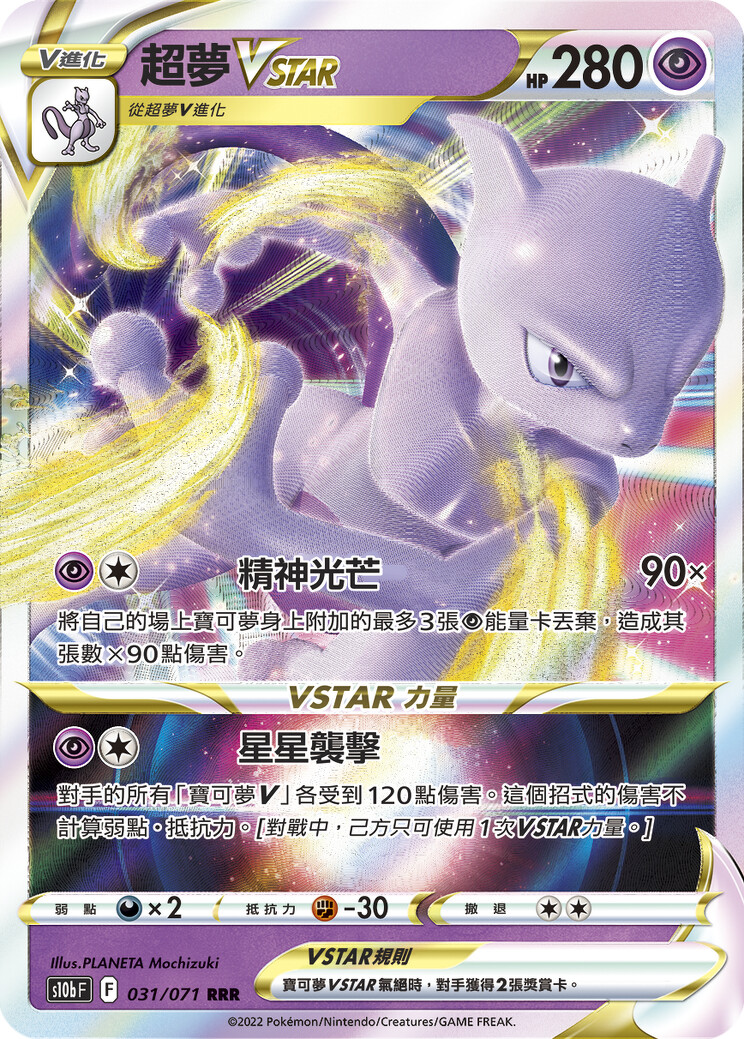 V進化
超夢VSTAR
HP 280
從超夢V進化
精神光芒 90×
將自己的場上寶可夢身上附加的最多3張能量卡丟棄，造成其
張數×90點傷害。
VSTAR 力量
星星襲擊
對手的所有「寶可夢V」各受到120點傷害。這個招式的傷害不
計算弱點・抵抗力。[對戰中，己方只可使用1次VSTAR力量。]
弱點 ×2 抵抗力 -30 撤退
Illus.PLANETA Mochizuki
VSTAR規則
寶可夢VSTAR氣絕時，對手獲得2張獎賞卡。
s10b F F 031/071 RRR
©2022 Pokémon/Nintendo/Creatures/GAME FREAK.